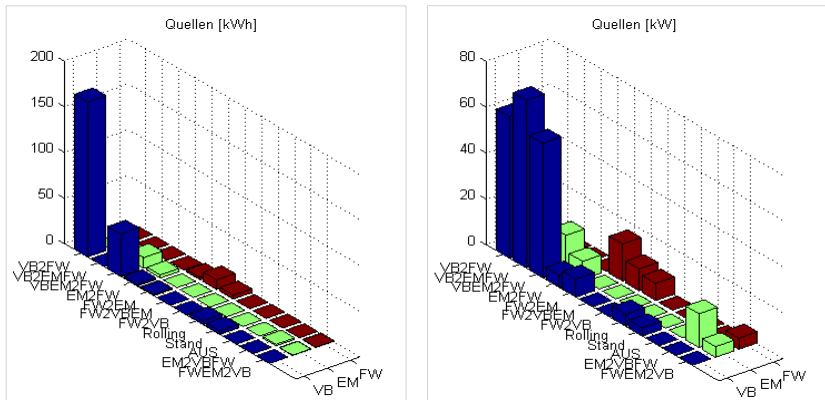 Quellen [kWh]
200
150
100
50
0
VB2FW
VB2EMFW
VBEM2FW
EM2FW
FW2EM
FW2VBEM
FW2VB
Rolling
Stand
AUS
EM2VBFW
FWEM2VB
VB
EM
FW
Quellen [kW]
80
60
40
20
0
VB2FW
VB2EMFW
VBEM2FW
EM2FW
FW2EM
FW2VBEM
FW2VB
Rolling
Stand
AUS
EM2VBFW
FWEM2VB
VB
EM
FW